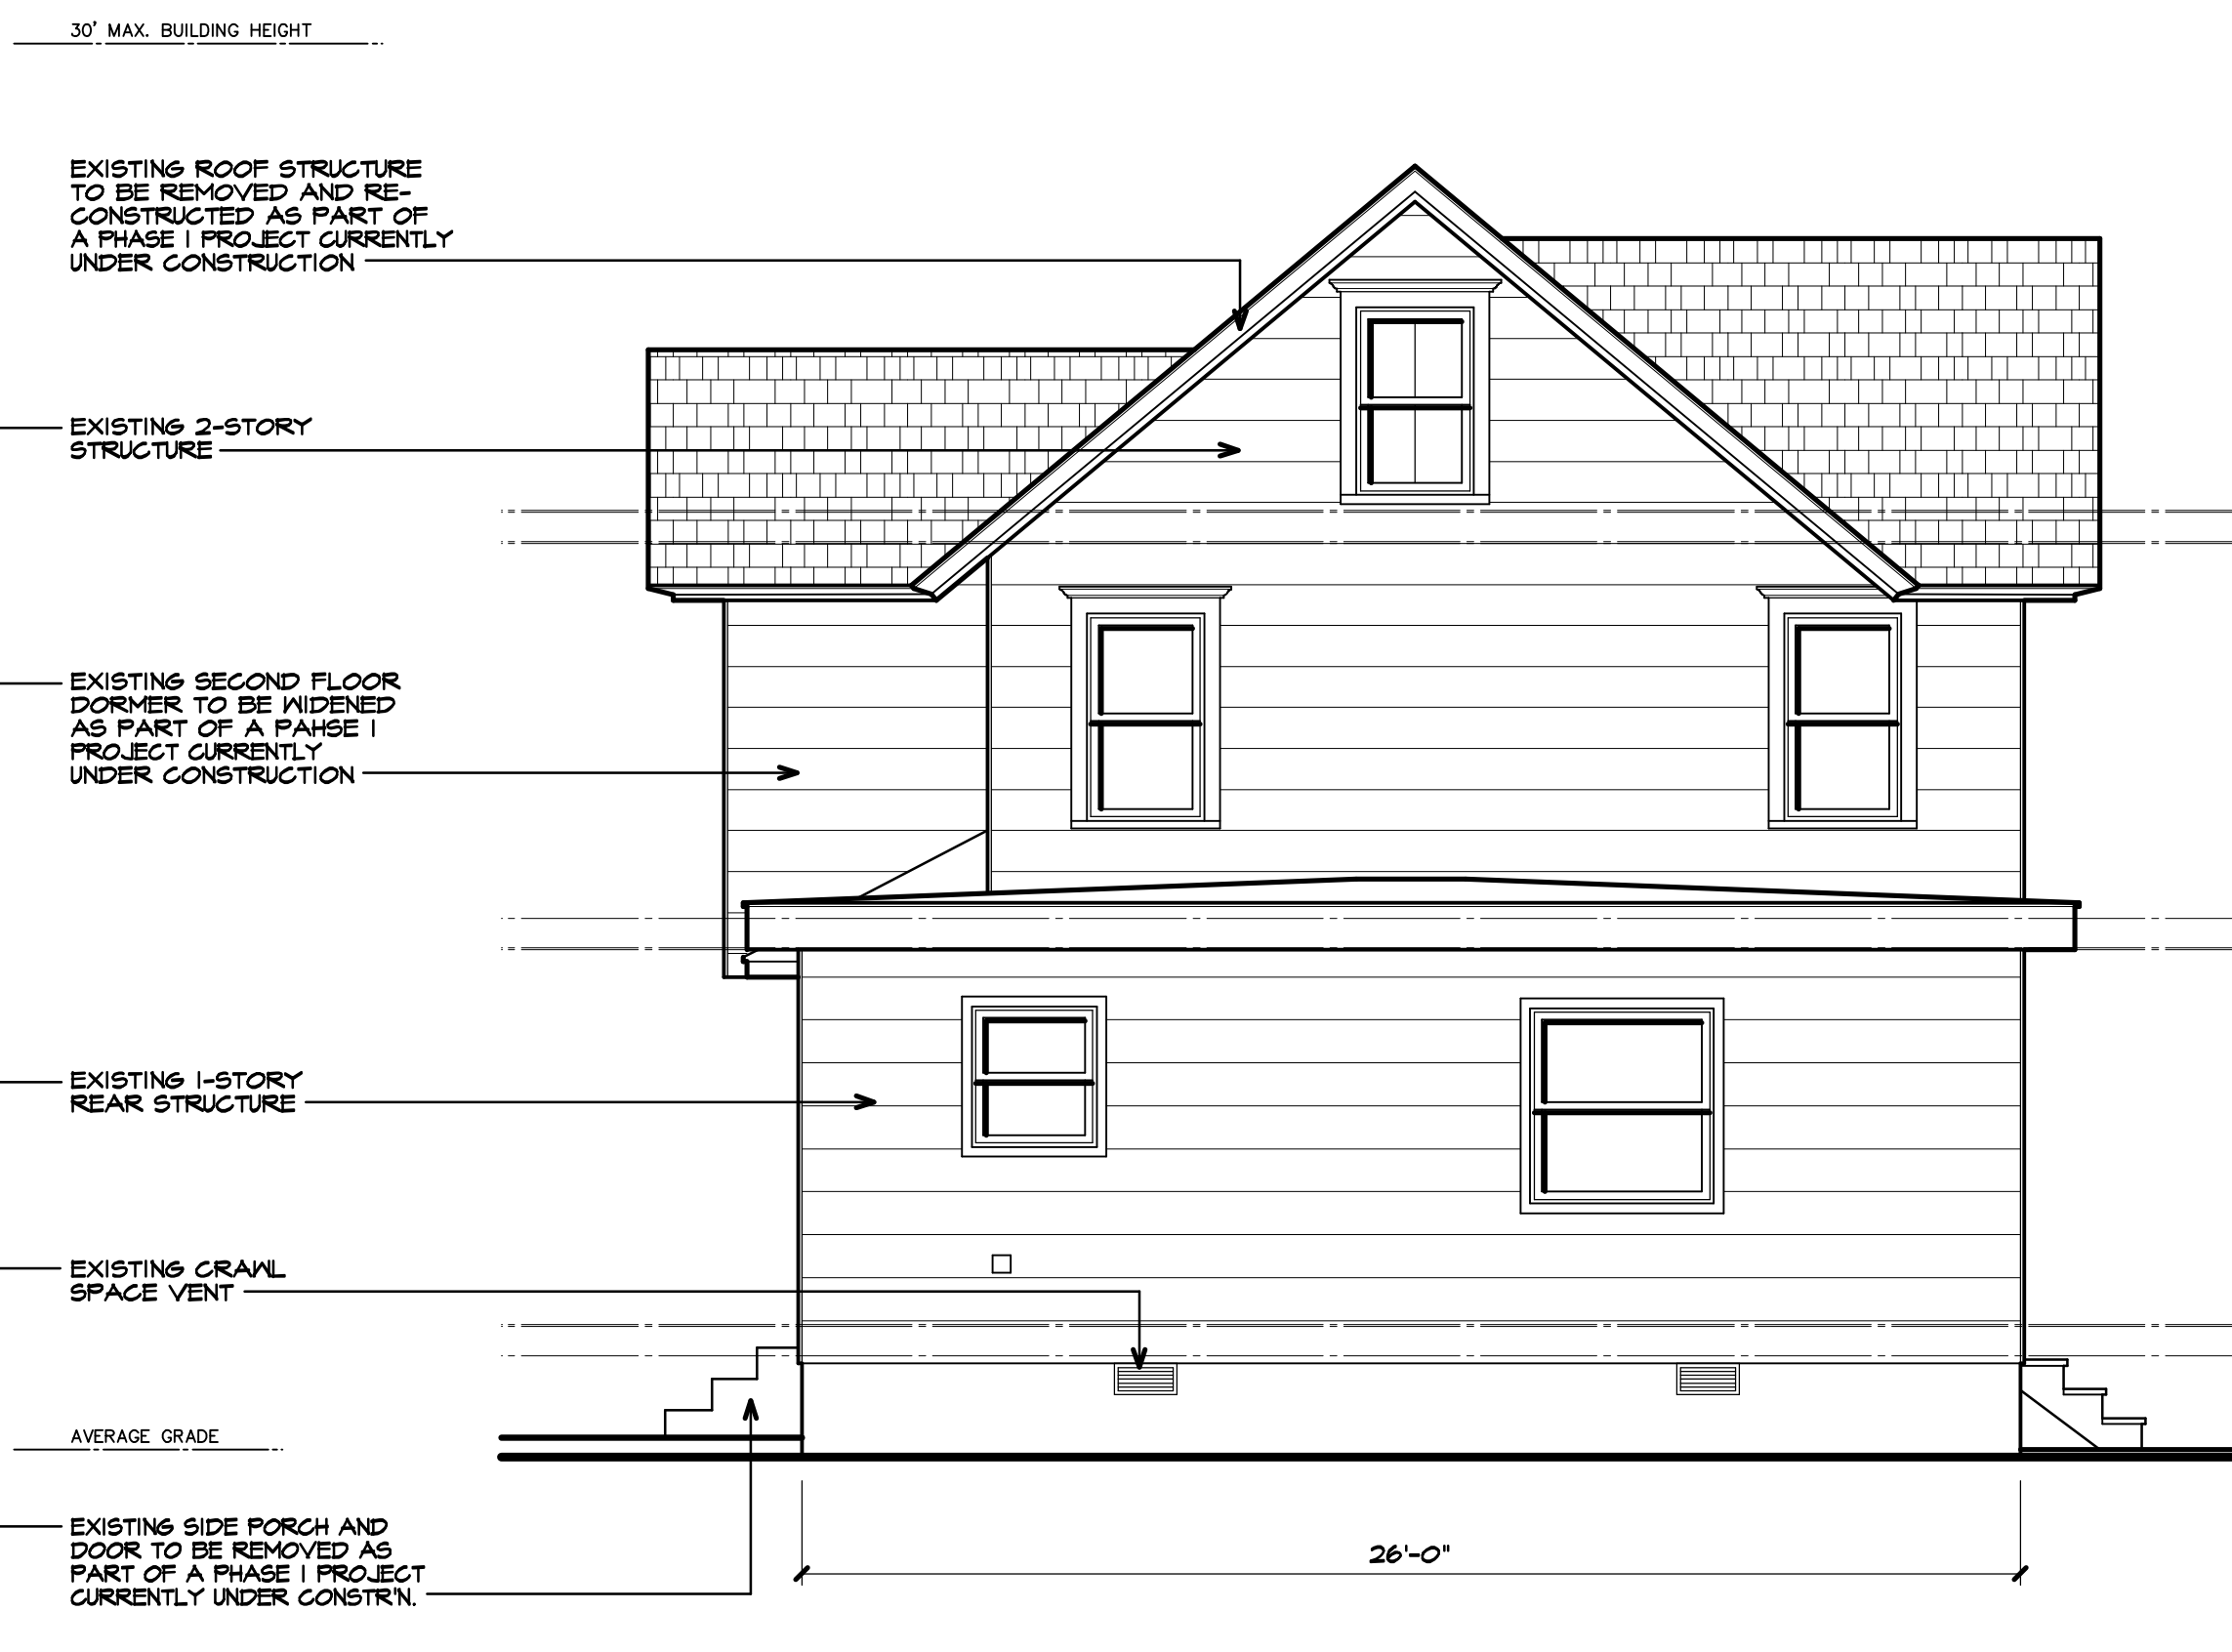 30' MAX. BUILDING HEIGHT
EXISTING ROOF STRUCTURE
TO BE REMOVED AND RE-
CONSTRUCTED AS PART OF
A PHASE 1 PROJECT CURRENTLY
UNDER CONSTRUCTION
EXISTING 2-STORY
STRUCTURE
EXISTING SECOND FLOOR
DORMER TO BE WIDENED
AS PART OF A PAHSE 1
PROJECT CURRENTLY
UNDER CONSTRUCTION
EXISTING 1-STORY
REAR STRUCTURE
EXISTING CRAWL
SPACE VENT
AVERAGE GRADE
EXISTING SIDE PORCH AND
DOOR TO BE REMOVED AS
PART OF A PHASE 1 PROJECT
CURRENTLY UNDER CONSTR'N.
26'-0"